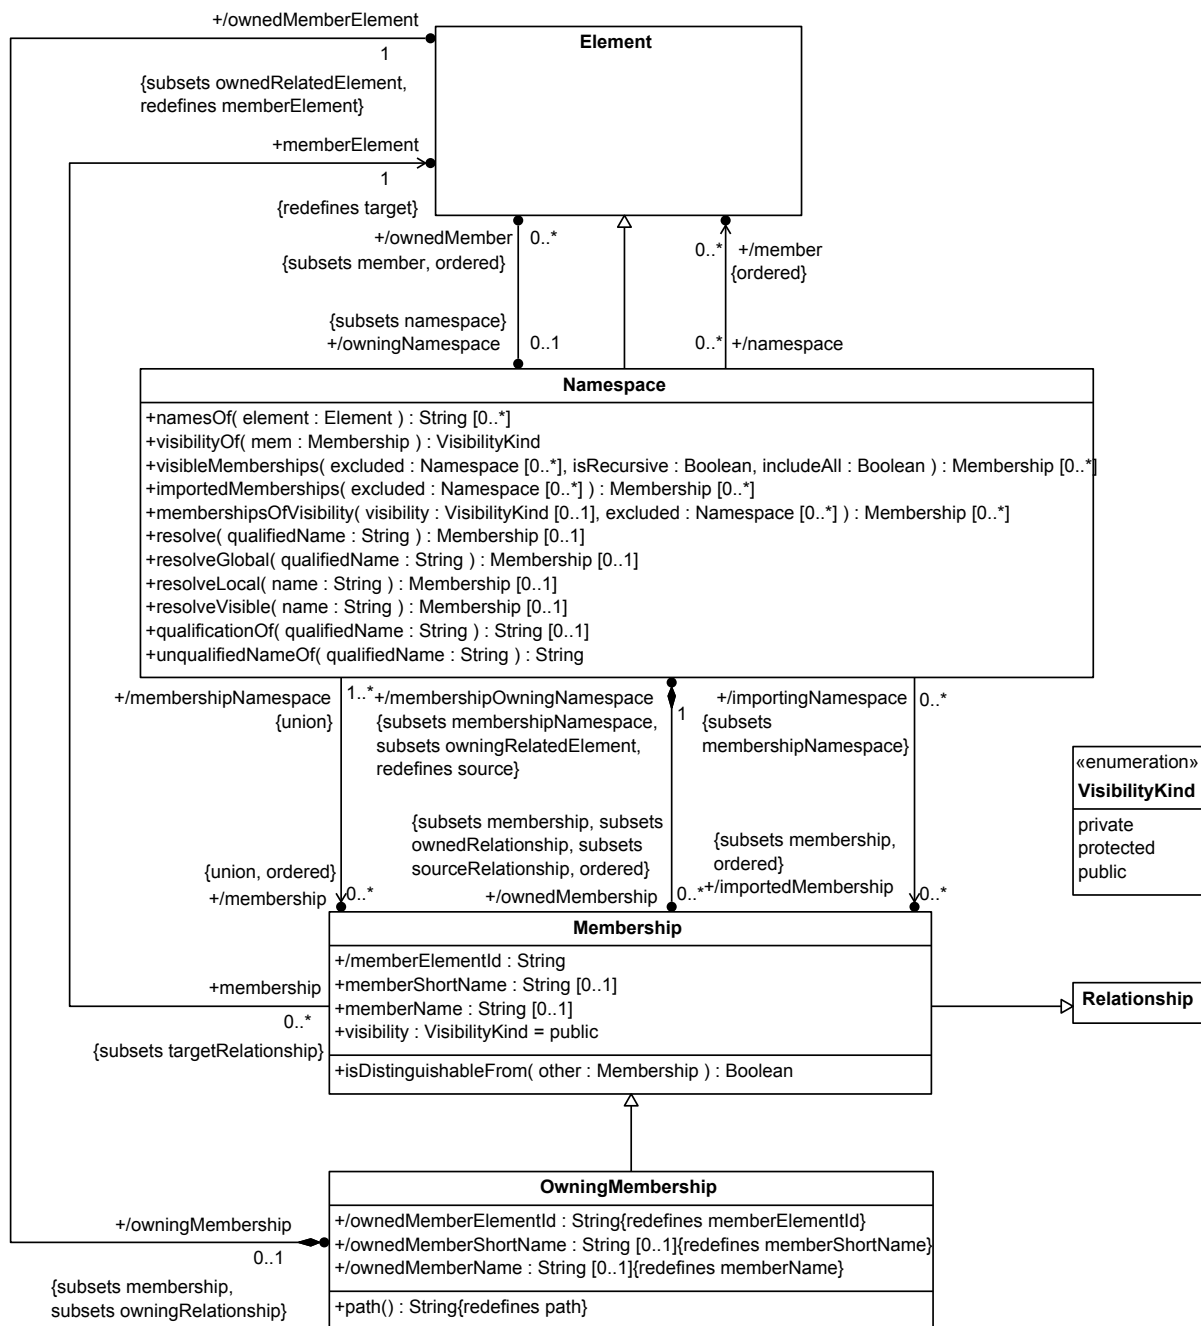 +/ownedMemberElement
1
{subsets ownedRelatedElement,
redefines memberElement}
Element
+memberElement
1
{redefines target}
+/ownedMember
0..*
{subsets member, ordered}
0..*
+/member
{ordered}
{subsets namespace}
+/owningNamespace
0..1
0..*
+/namespace
Namespace
+namesOf( element : Element ) : String [0..*]
+visibilityOf( mem : Membership ) : VisibilityKind
+visibleMemberships( excluded : Namespace [0..*], isRecursive : Boolean, includeAll : Boolean ) : Membership [0..*]
+importedMemberships( excluded : Namespace [0..*] ) : Membership [0..*]
+membershipsOfVisibility( visibility : VisibilityKind [0..1], excluded : Namespace [0..*] ) : Membership [0..*]
+resolve( qualifiedName : String ) : Membership [0..1]
+resolveGlobal( qualifiedName : String ) : Membership [0..1]
+resolveLocal( name : String ) : Membership [0..1]
+resolveVisible( name : String ) : Membership [0..1]
+qualificationOf( qualifiedName : String ) : String [0..1]
+unqualifiedNameOf( qualifiedName : String ) : String
+/membershipNamespace
{union}
1..*
+/membershipOwningNamespace
{subsets membershipNamespace,
subsets owningRelatedElement,
redefines source}
1
+/importingNamespace
{subsets
membershipNamespace}
0..*
«enumeration»
VisibilityKind
private
protected
public
{union, ordered}
+/membership
0..*
{subsets membership, subsets
ownedRelationship, subsets
sourceRelationship, ordered}
+/ownedMembership
0..*
{subsets membership,
ordered}
+/importedMembership
0..*
Membership
+/memberElementId : String
+memberShortName : String [0..1]
+memberName : String [0..1]
+visibility : VisibilityKind = public
+isDistinguishableFrom( other : Membership ) : Boolean
Relationship
+membership
0..*
{subsets targetRelationship}
OwningMembership
+/ownedMemberElementId : String{redefines memberElementId}
+/ownedMemberShortName : String [0..1]{redefines memberShortName}
+/ownedMemberName : String [0..1]{redefines memberName}
+path() : String{redefines path}
+/owningMembership
0..1
{subsets membership,
subsets owningRelationship}